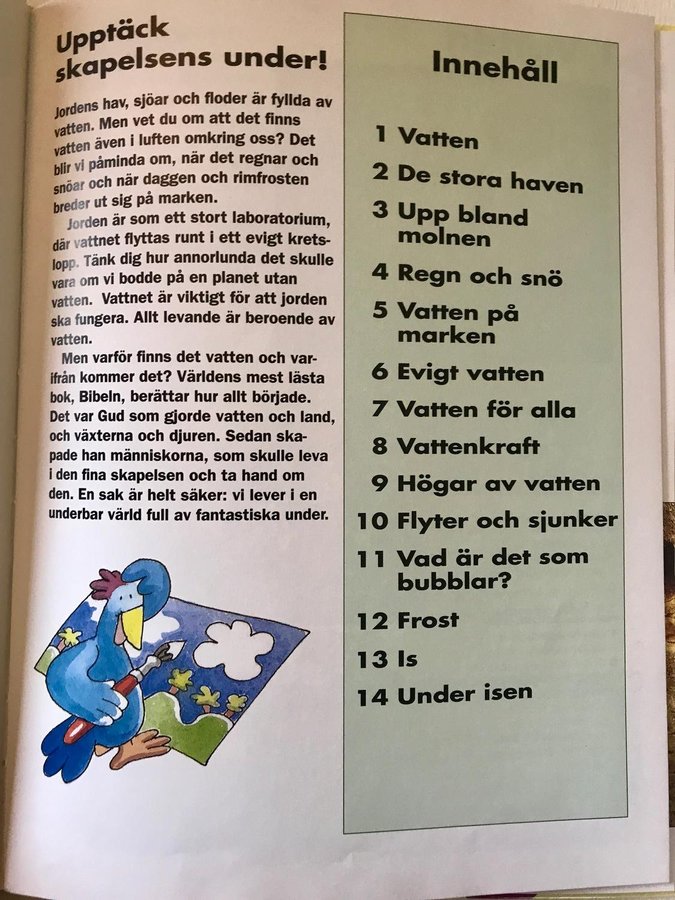 Upptäck
skapelsens under!
Jordens hav, sjöar och floder är fyllda av
vatten. Men vet du om att det finns
vatten även i luften omkring oss? Det
blir vi påminda om, när det regnar och
snöar och när daggen och rimfrosten
breder ut sig på marken.
Jorden är som ett stort laboratorium,
där vattnet flyttas runt i ett evigt krets-
lopp. Tänk dig hur annorlunda det skulle
vara om vi bodde på en planet utan
vatten. Vattnet är viktigt för att jorden
ska fungera. Allt levande är beroende av
vatten.
Men varför finns det vatten och var-
ifrån kommer det? Världens mest lästa
bok, Bibeln, berättar hur allt började.
Det var Gud som gjorde vatten och land,
och växterna och djuren. Sedan ska-
pade han människorna, som skulle leva
i den fina skapelsen och ta hand om
den. En sak är helt säker: vi lever i en
underbar värld full av fantastiska under.
Innehåll
1 Vatten
2 De stora haven
3 Upp bland
molnen
4 Regn och snö
5 Vatten på
marken
6 Evigt vatten
7 Vatten för alla
8 Vattenkraft
9 Högar av vatten
10 Flyter och sjunker
11 Vad är det som
bubblar?
12 Frost
13 Is
14 Under isen